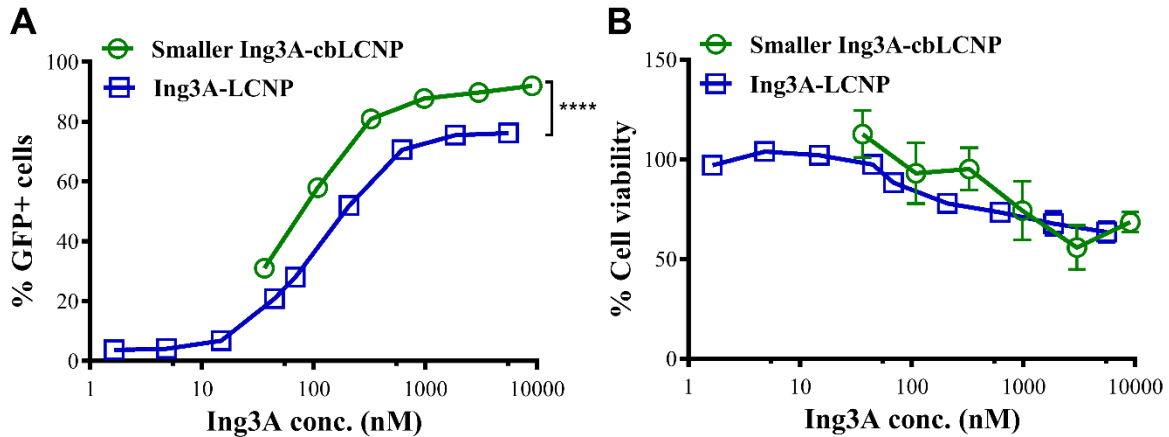 A
Smaller Ing3A-cbLCNP
Ing3A-LCNP
****
% GFP+ cells
100
80
60
40
20
0
1
10
100
1000
10000
Ing3A conc. (nM)
B
Smaller Ing3A-cbLCNP
Ing3A-LCNP
% Cell viability
150
100
50
0
1
10
100
1000
10000
Ing3A conc. (nM)